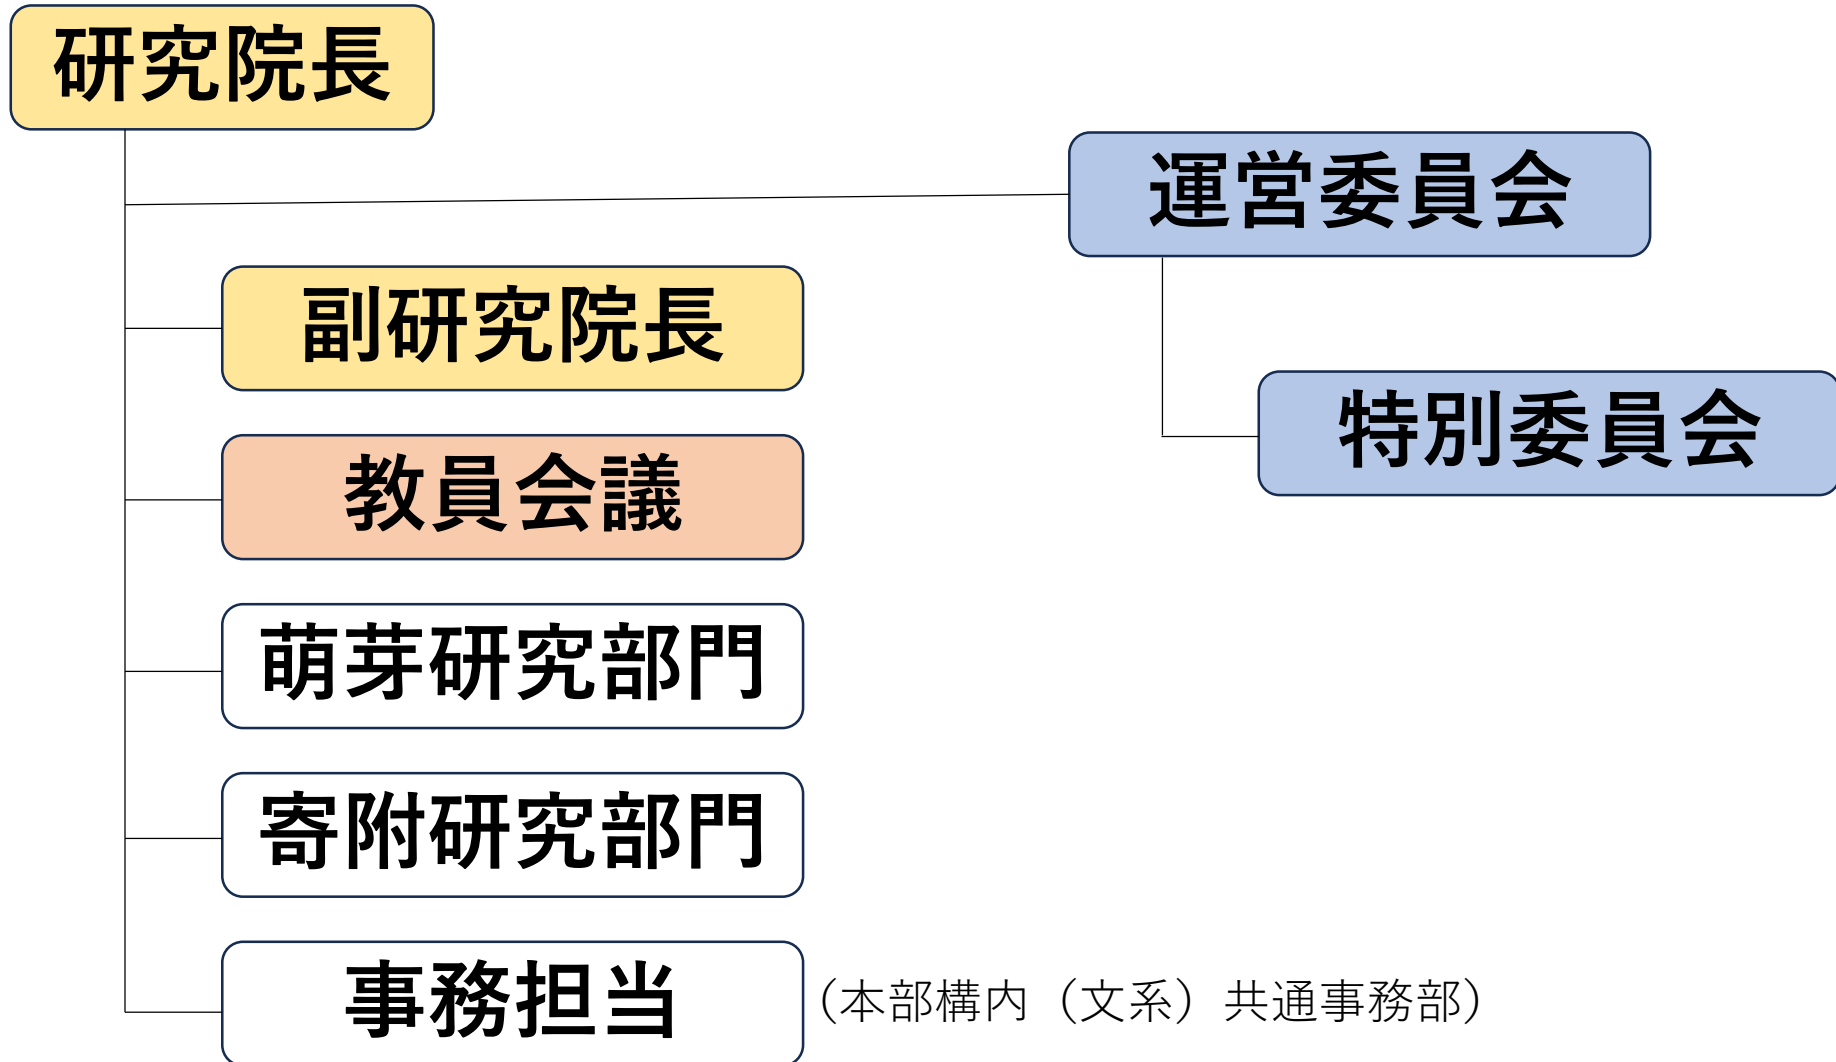 研究院長
運営委員会
副研究院長
特別委員会
教員会議
萌芽研究部門
寄附研究部門
事務担当
（本部構内（文系）共通事務部）